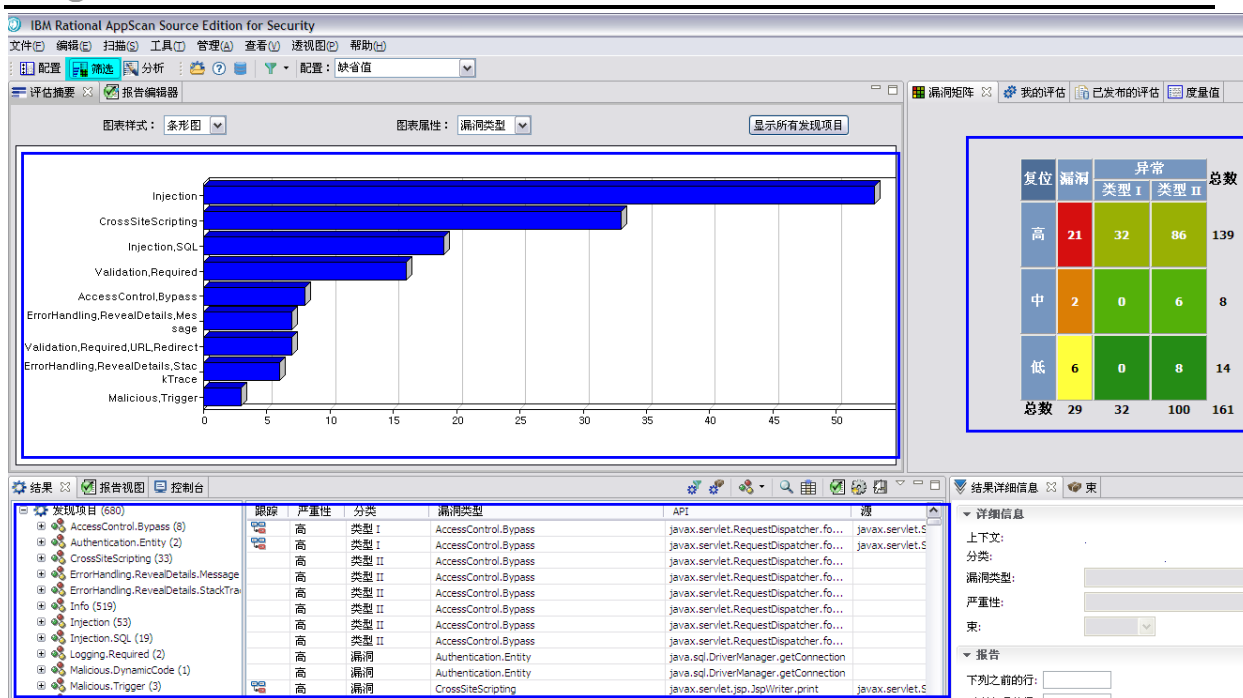 IBM Rational AppScan Source Edition for Security
文件(F) 编辑(E) 扫描(S) 工具(T) 管理(A) 查看(V) 透视图(P) 帮助(H)
配置 筛选 分析 配置： 缺省值
评估摘要 报告编辑器
漏洞矩阵 我的评估 已发布的评估 度量值
图表样式： 条形图 图表属性： 漏洞类型 显示所有发现项目
Injection
CrossSiteScripting
Injection,SQL
Validation,Required
AccessControl,Bypass
ErrorHandling,RevealDetails,Mes
sage
Validation,Required,URL,Redirect
ErrorHandling,RevealDetails,Stac
kTrace
Malicious,Trigger
0 5 10 15 20 25 30 35 40 45 50
复位 漏洞 异常 总数
类型 I 类型 II
高 21 32 86 139
中 2 0 6 8
低 6 0 8 14
总数 29 32 100 161
结果 报告视图 控制台
发现项目 (680)
AccessControl.Bypass (8)
Authentication.Entity (2)
CrossSiteScripting (33)
ErrorHandling.RevealDetails.Message
ErrorHandling.RevealDetails.StackTra
Info (519)
Injection (53)
Injection.SQL (19)
Logging.Required (2)
Malicious.DynamicCode (1)
Malicious.Trigger (3)
跟踪 严重性 分类 漏洞类型 API 源
高 类型 I AccessControl.Bypass javax.servlet.RequestDispatcher.fo... javax.servlet.S
高 类型 I AccessControl.Bypass javax.servlet.RequestDispatcher.fo... javax.servlet.S
高 类型 II AccessControl.Bypass javax.servlet.RequestDispatcher.fo...
高 类型 II AccessControl.Bypass javax.servlet.RequestDispatcher.fo...
高 类型 II AccessControl.Bypass javax.servlet.RequestDispatcher.fo...
高 类型 II AccessControl.Bypass javax.servlet.RequestDispatcher.fo...
高 类型 II AccessControl.Bypass javax.servlet.RequestDispatcher.fo...
高 类型 II AccessControl.Bypass javax.servlet.RequestDispatcher.fo...
高 漏洞 Authentication.Entity java.sql.DriverManager.getConnection
高 漏洞 Authentication.Entity java.sql.DriverManager.getConnection
高 漏洞 CrossSiteScripting javax.servlet.jsp.JspWriter.print javax.servlet.S
结果详细信息 束
详细信息
上下文:
分类:
漏洞类型:
严重性:
束:
报告
下列之前的行: